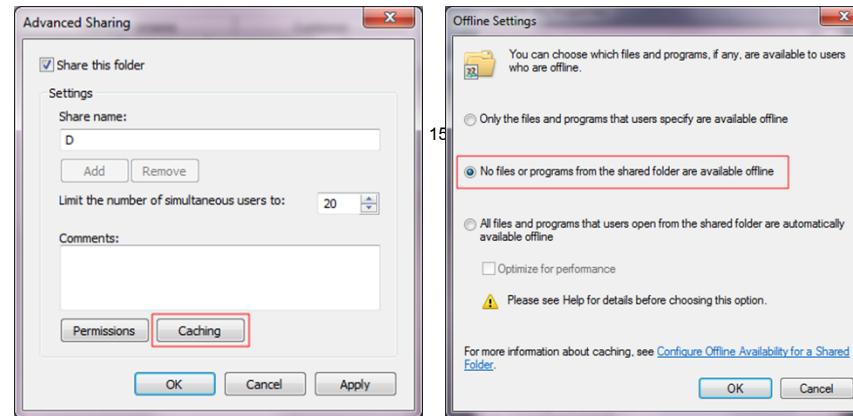 Advanced Sharing
Share this folder
Settings
Share name:
D
Add
Remove
Limit the number of simultaneous users to:
20
Comments:
Permissions
Caching
OK
Cancel
Apply
15
Offline Settings
You can choose which files and programs, if any, are available to users
who are offline.
Only the files and programs that users specify are available offline
No files or programs from the shared folder are available offline
All files and programs that users open from the shared folder are automatically
available offline
Optimize for performance
Please see Help for details before choosing this option.
For more information about caching, see Configure Offline Availability for a Shared
Folder.
OK
Cancel